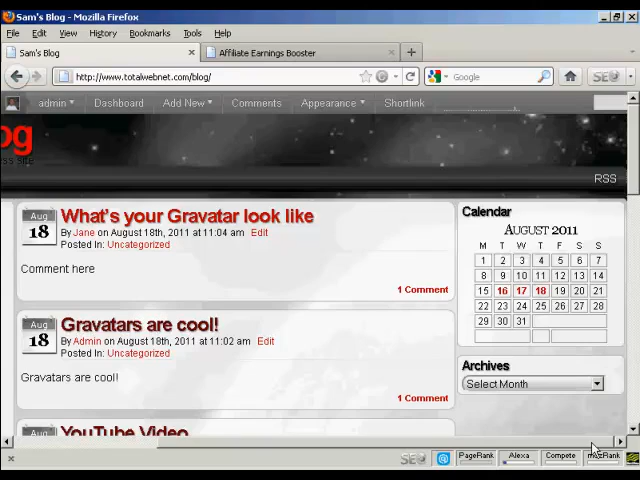 Sam's Blog - Mozilla Firefox
File Edit View History Bookmarks Tools Help
Sam's Blog × Affiliate Earnings Booster × +
http://www.totalwebnet.com/blog/ Google SEO
admin Dashboard Add New Comments Appearance Shortlink
og
ess site
RSS
Aug
18
What's your Gravatar look like
By Jane on August 18th, 2011 at 11:04 am Edit
Posted In: Uncategorized
Comment here
1 Comment
Aug
18
Gravatars are cool!
By Admin on August 18th, 2011 at 11:02 am Edit
Posted In: Uncategorized
Gravatars are cool!
1 Comment
Aug
YouTube Video
Calendar
August 2011
M T W T F S S
1 2 3 4 5 6 7
8 9 10 11 12 13 14
15 16 17 18 19 20 21
22 23 24 25 26 27 28
29 30 31
Archives
Select Month
× SEO PageRank Alexa Compete mozRank